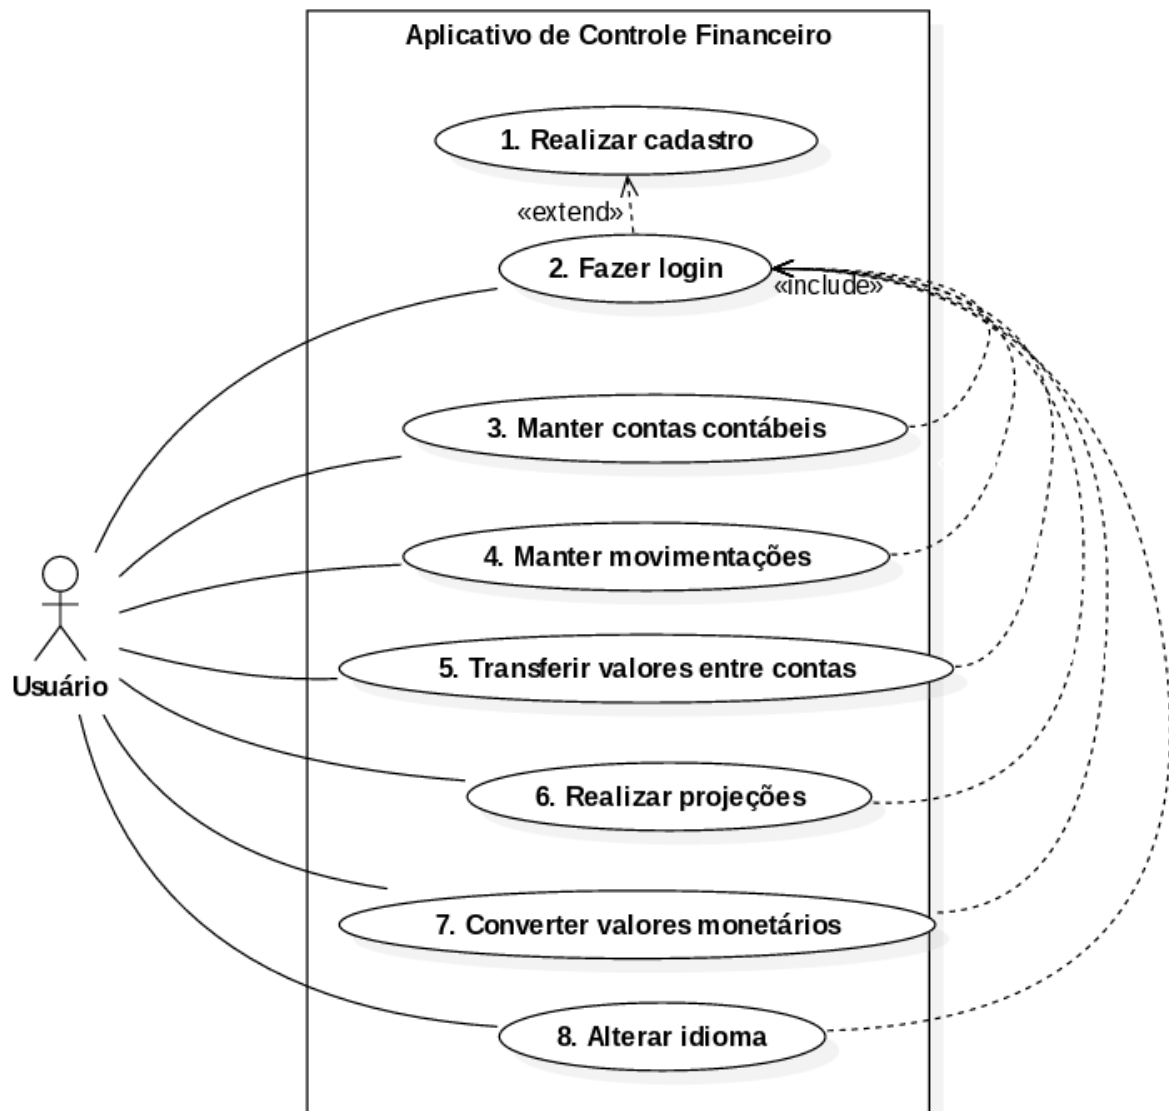 Aplicativo de Controle Financeiro
1. Realizar cadastro
«extend»
2. Fazer login
«include»
3. Manter contas contábeis
4. Manter movimentações
5. Transferir valores entre contas
Usuário
6. Realizar projeções
7. Converter valores monetários
8. Alterar idioma